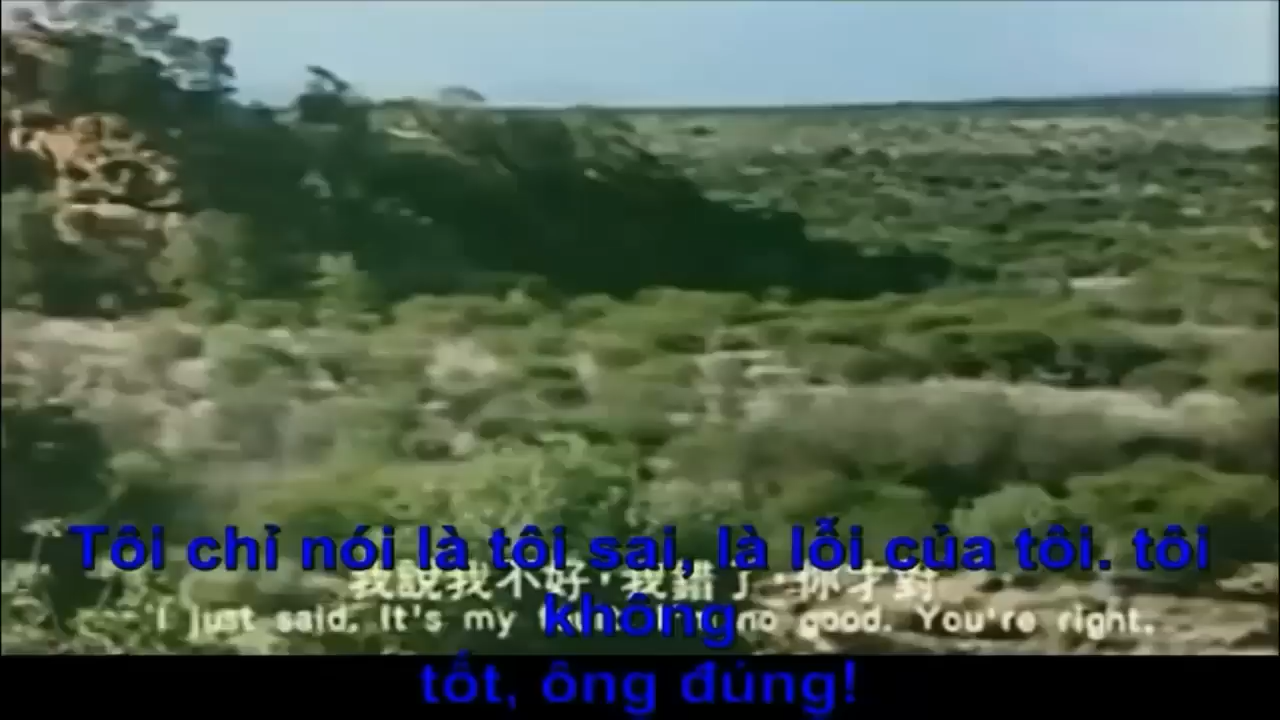 Tôi chỉ nói là tôi sai, là lỗi của tôi. tôi
我說我不好，我錯了，你才對
I just said, It's my no good. You're right.
không
tốt, ông đúng!